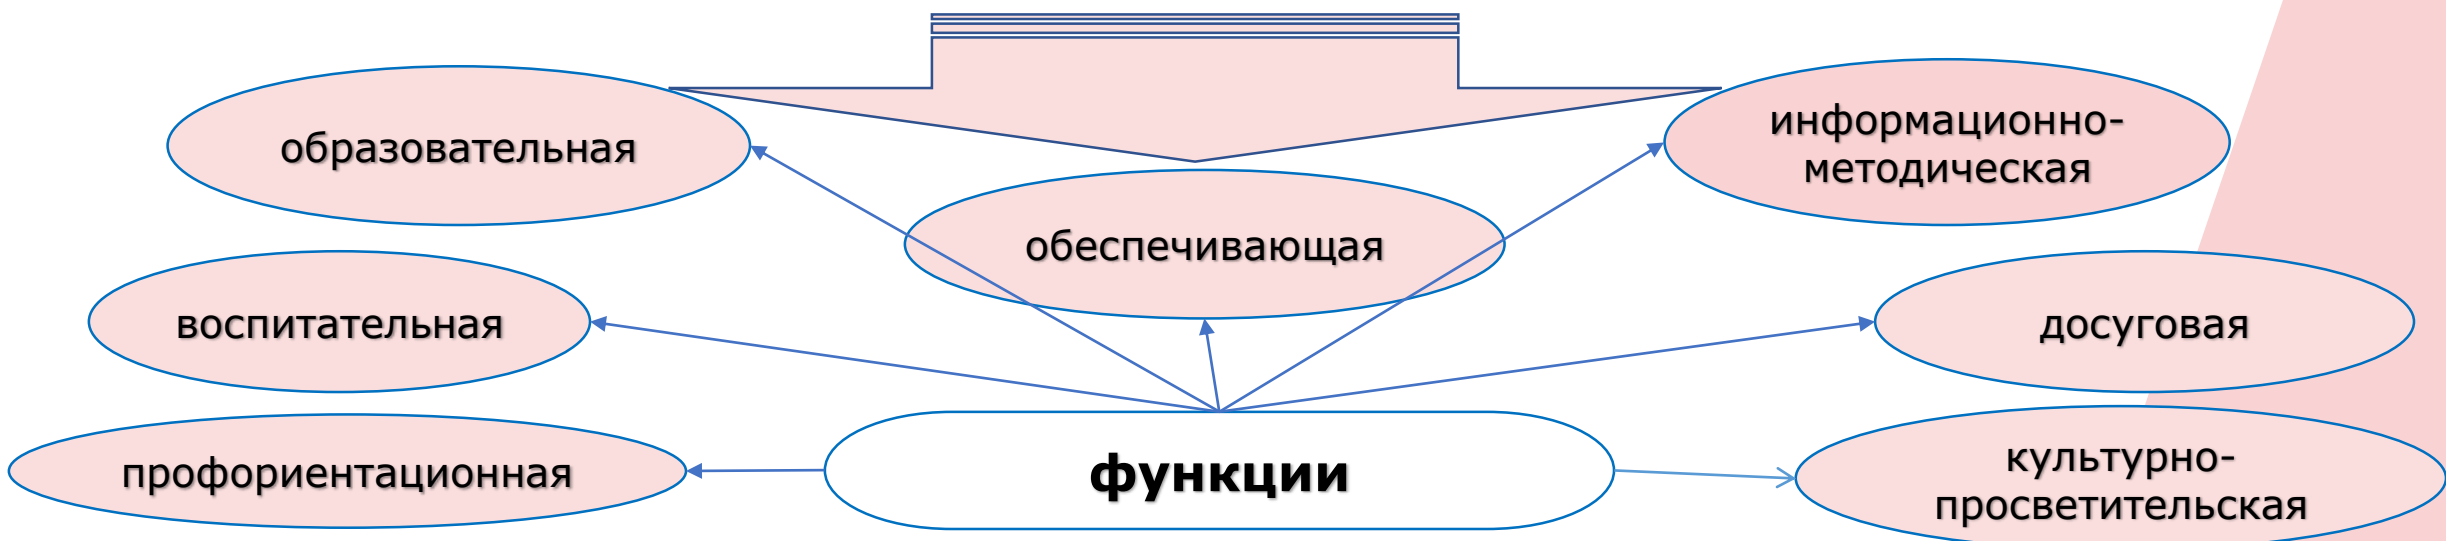 образовательная
информационно-
методическая
обеспечивающая
воспитательная
досуговая
профориентационная
функции
культурно-
просветительская